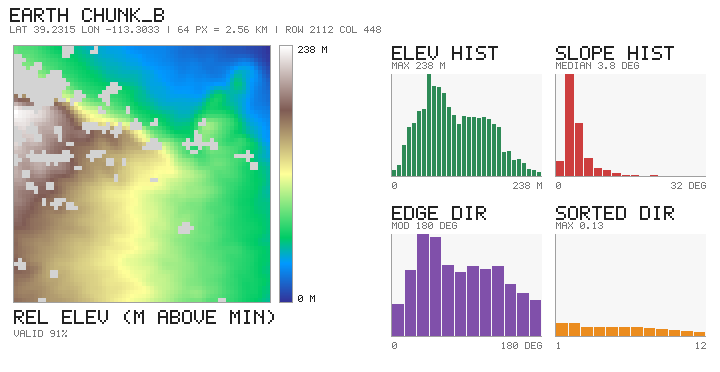 EARTH CHUNK_B
LAT 39.2315 LON -113.3033 | 64 PX = 2.56 KM | ROW 2112 COL 448
238 M
0 M
REL ELEV (M ABOVE MIN)
VALID 91%
ELEV HIST
MAX 238 M
0 238 M
SLOPE HIST
MEDIAN 3.8 DEG
0 32 DEG
EDGE DIR
MOD 180 DEG
0 180 DEG
SORTED DIR
MAX 0.13
1 12